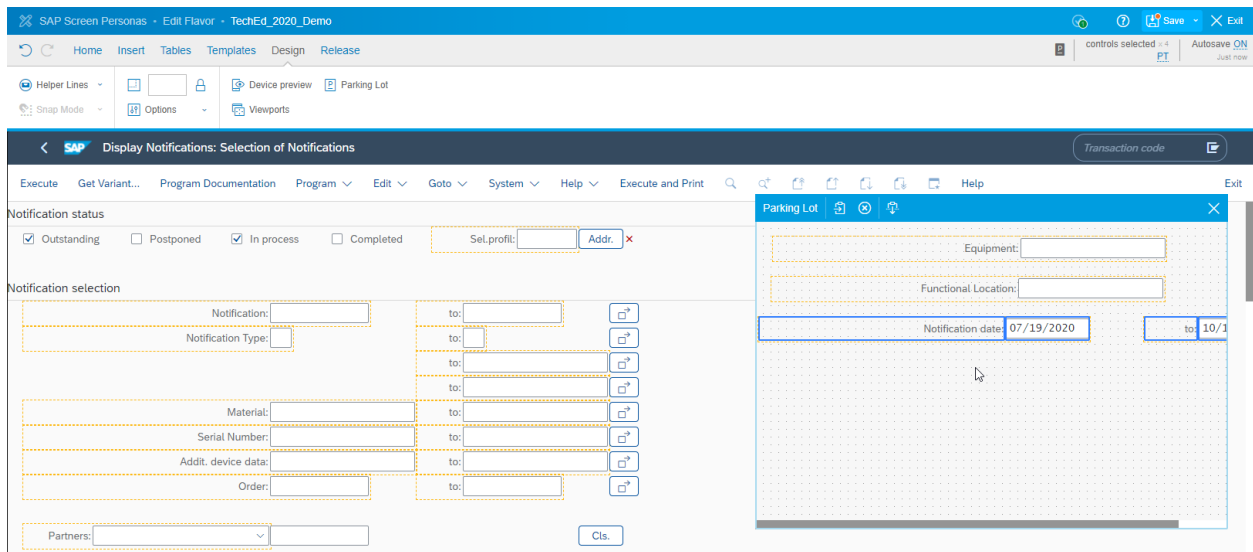 SAP Screen Personas • Edit Flavor • TechEd_2020_Demo Save Exit
Home Insert Tables Templates Design Release controls selected × 4 Autosave ON
PT Just now
Helper Lines Device preview Parking Lot
Snap Mode Options Viewports
SAP Display Notifications: Selection of Notifications Transaction code
Execute Get Variant... Program Documentation Program Edit Goto System Help Execute and Print Help Exit
Notification status
Outstanding Postponed In process Completed Sel.profil: Addr.
Notification selection
Notification: to:
Notification Type: to:
to:
to:
Material: to:
Serial Number: to:
Addit. device data: to:
Order: to:
Partners: Cls.
Parking Lot
Equipment:
Functional Location:
Notification date: 07/19/2020 to: 10/1